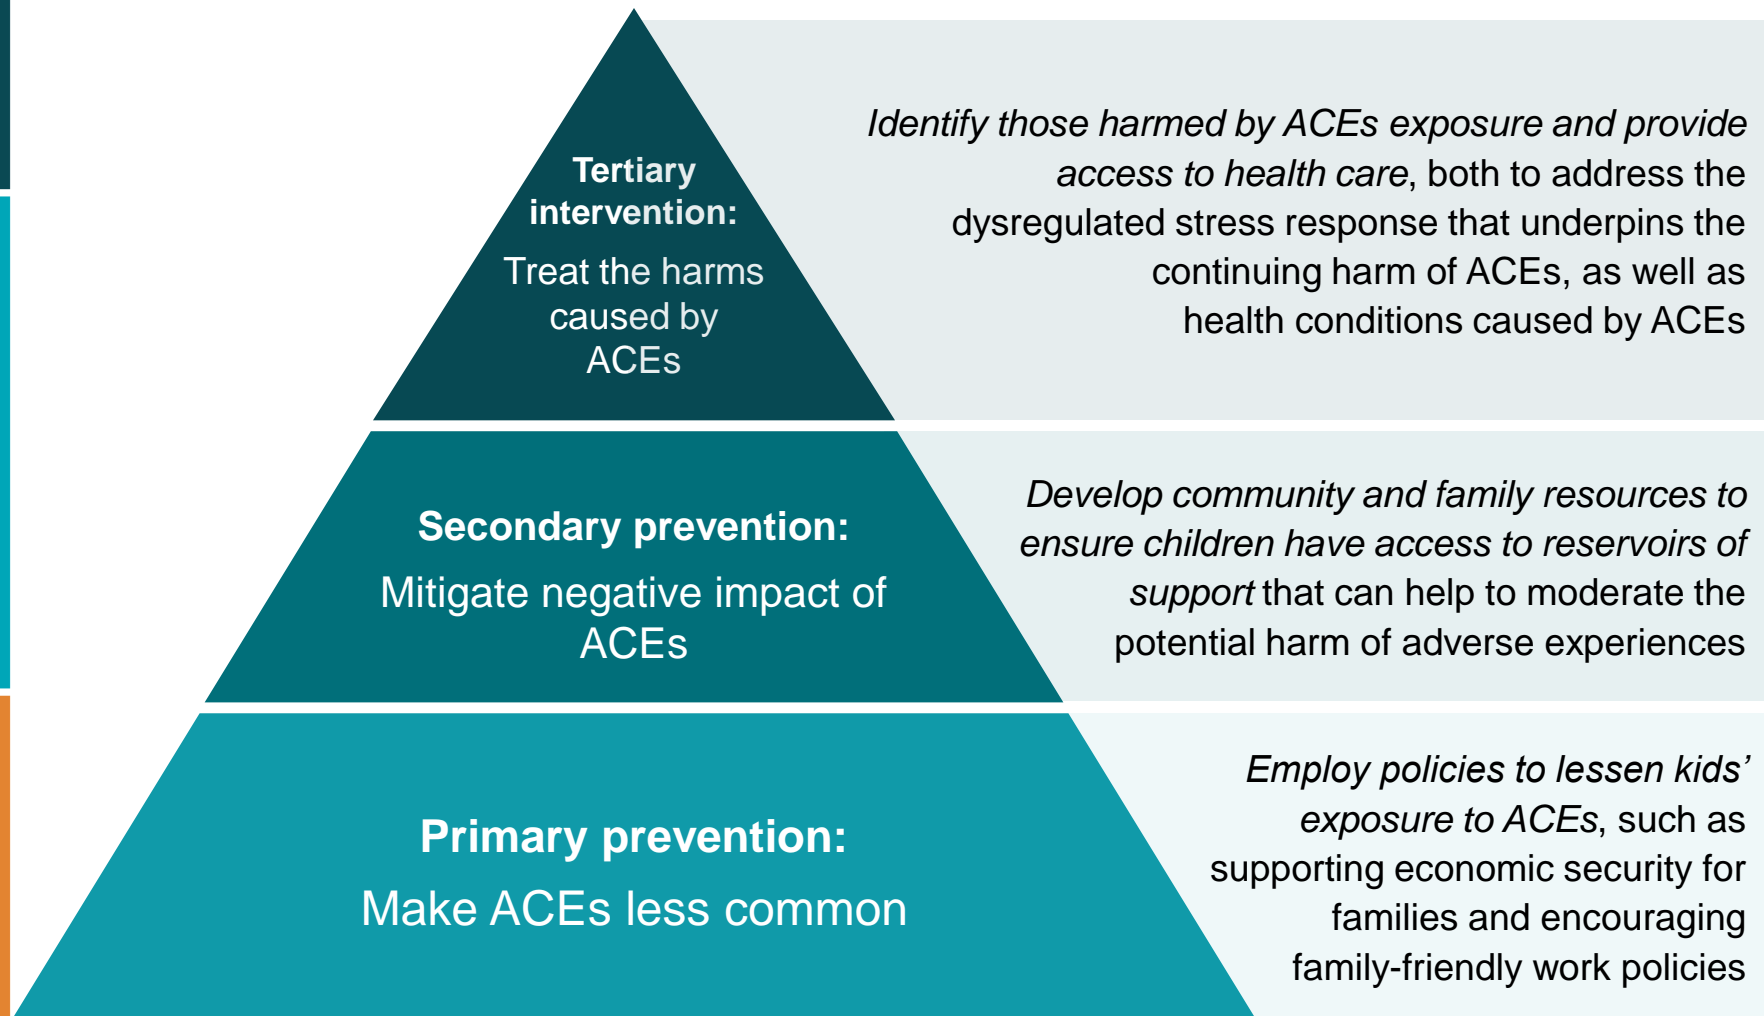 Tertiary
intervention:
Treat the harms
caused by
ACEs
Identify those harmed by ACEs exposure and provide
access to health care, both to address the
dysregulated stress response that underpins the
continuing harm of ACEs, as well as
health conditions caused by ACEs
Secondary prevention:
Mitigate negative impact of
ACEs
Develop community and family resources to
ensure children have access to reservoirs of
support that can help to moderate the
potential harm of adverse experiences
Primary prevention:
Make ACEs less common
Employ policies to lessen kids’
exposure to ACEs, such as
supporting economic security for
families and encouraging
family-friendly work policies